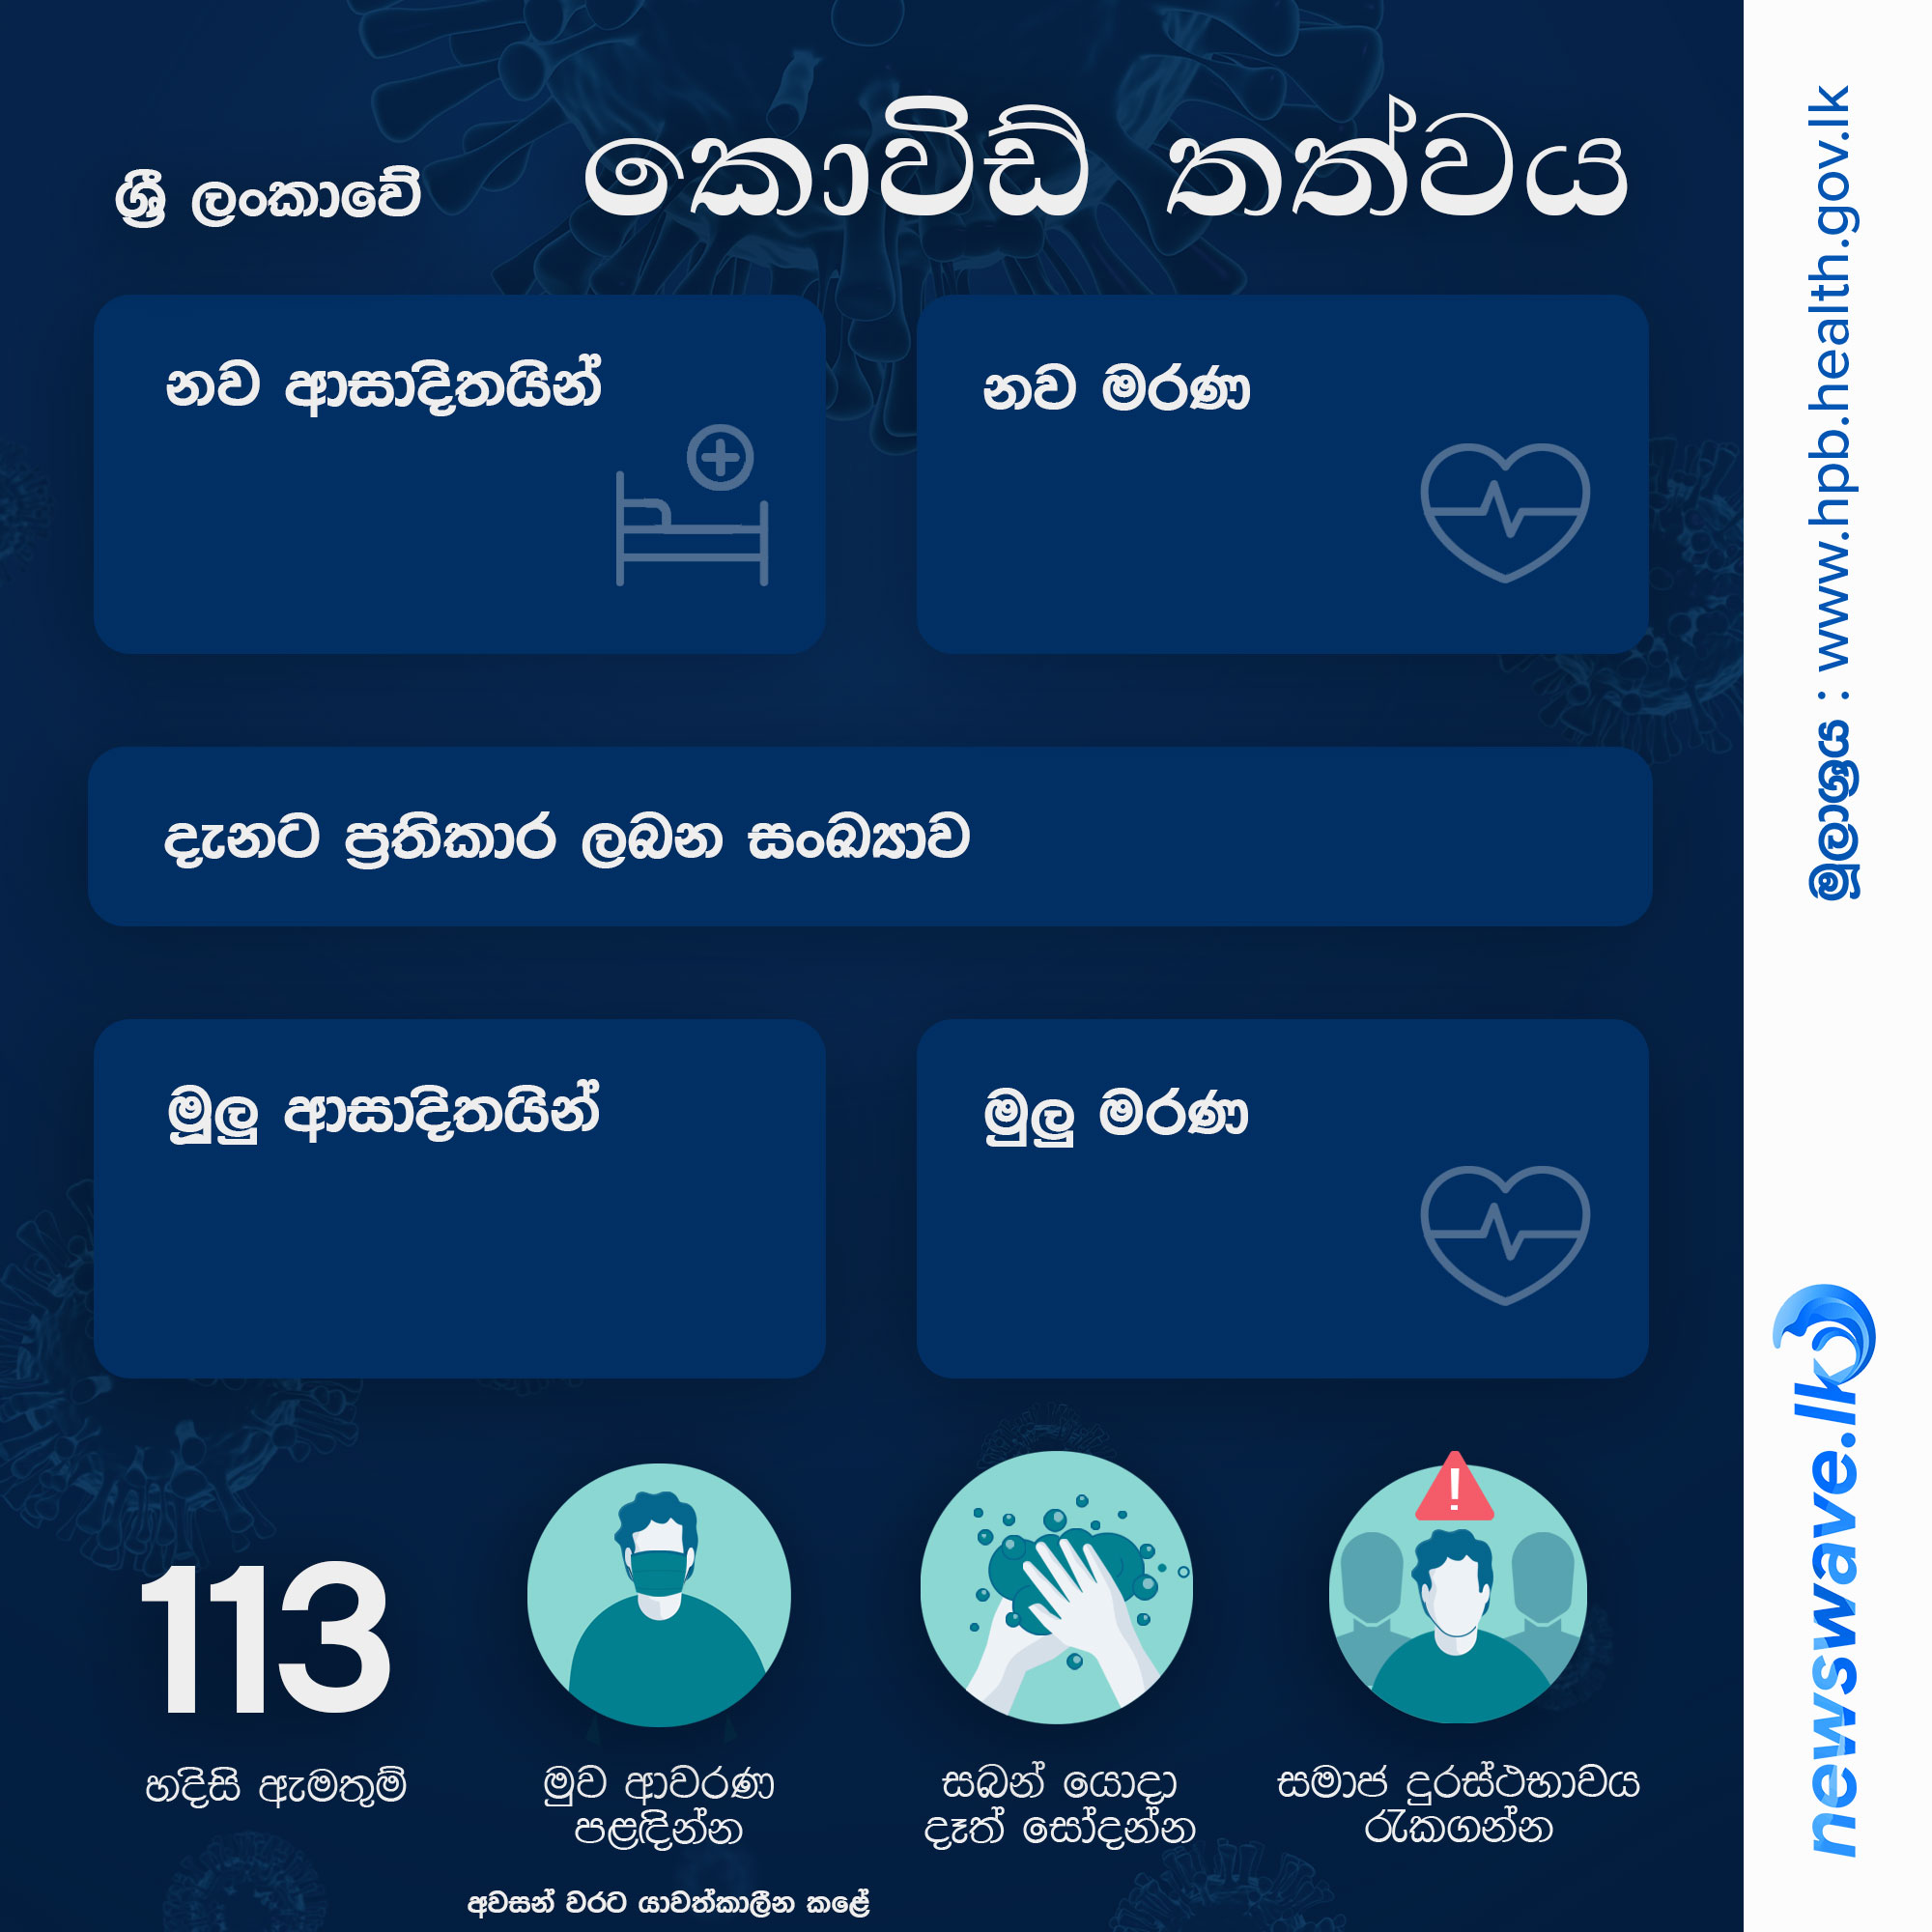 ශ්‍රී ලංකාවේ කොවිඩ් තත්වය
නව ආසාදිතයින්
නව මරණ
දැනට ප්‍රතිකාර ලබන සංඛ්‍යාව
මුලු ආසාදිතයින්
මුලු මරණ
113
හදිසි ඇමතුම්
මුව ආවරණ
පළඳින්න
සබන් යොදා
දෑත් සෝදන්න
!
සමාජ දුරස්ථභාවය
රැකගන්න
අවසන් වරට යාවත්කාලීන කළේ
මූලාශ්‍රය : www.hpb.health.gov.lk
newswave.lk